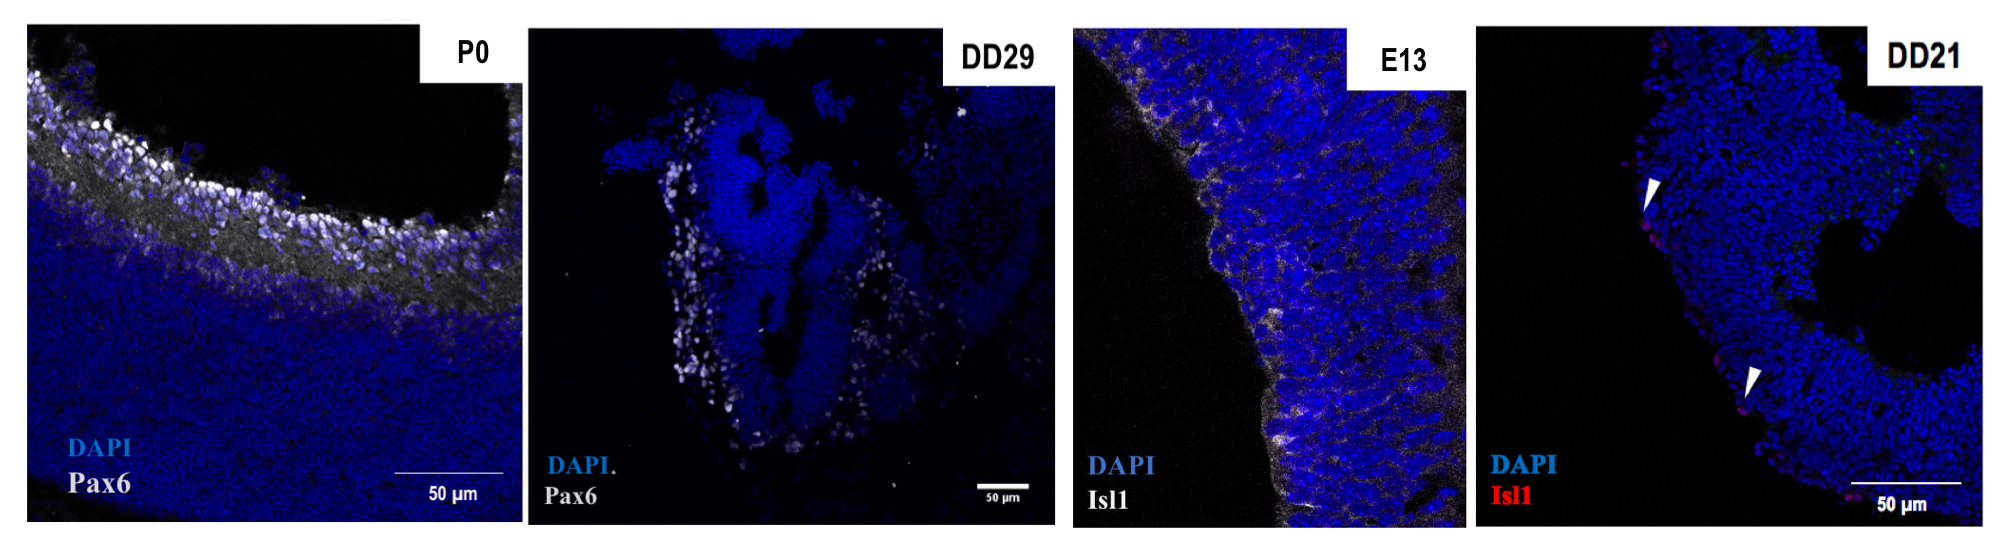 P0
DAPI
Pax6
50 µm
DD29
DAPI.
Pax6
50 µm
E13
DAPI
Isl1
DD21
DAPI
Isl1
50 µm